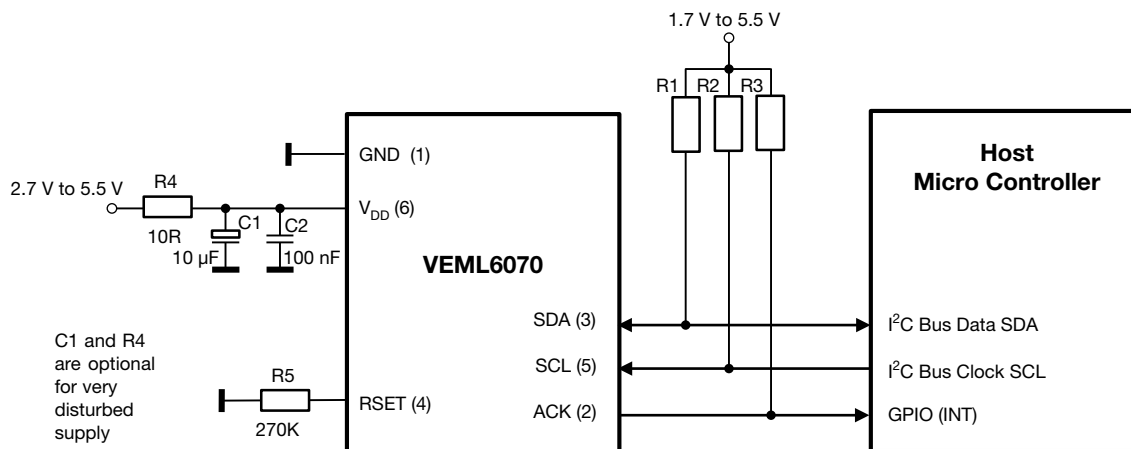 1.7 V to 5.5 V
R1 R2 R3
GND (1)
Host
Micro Controller
2.7 V to 5.5 V
R4
10R
C1
10 µF
C2
100 nF
V_DD (6)
VEML6070
SDA (3)
I²C Bus Data SDA
C1 and R4
are optional
for very
disturbed
supply
SCL (5)
I²C Bus Clock SCL
R5
270K
RSET (4)
ACK (2)
GPIO (INT)